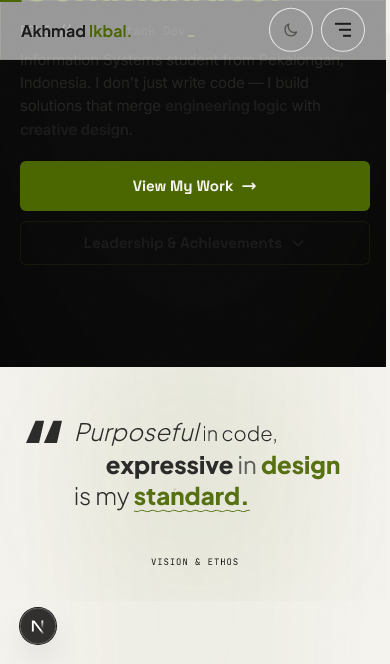 Akhmad Ikbal.
Information Systems student from Pekalongan,
Indonesia. I don't just write code — I build
solutions that merge engineering logic with
creative design.
View My Work →
Leadership & Achievements
“Purposeful in code,
expressive in design
is my standard.
VISION & ETHOS
N